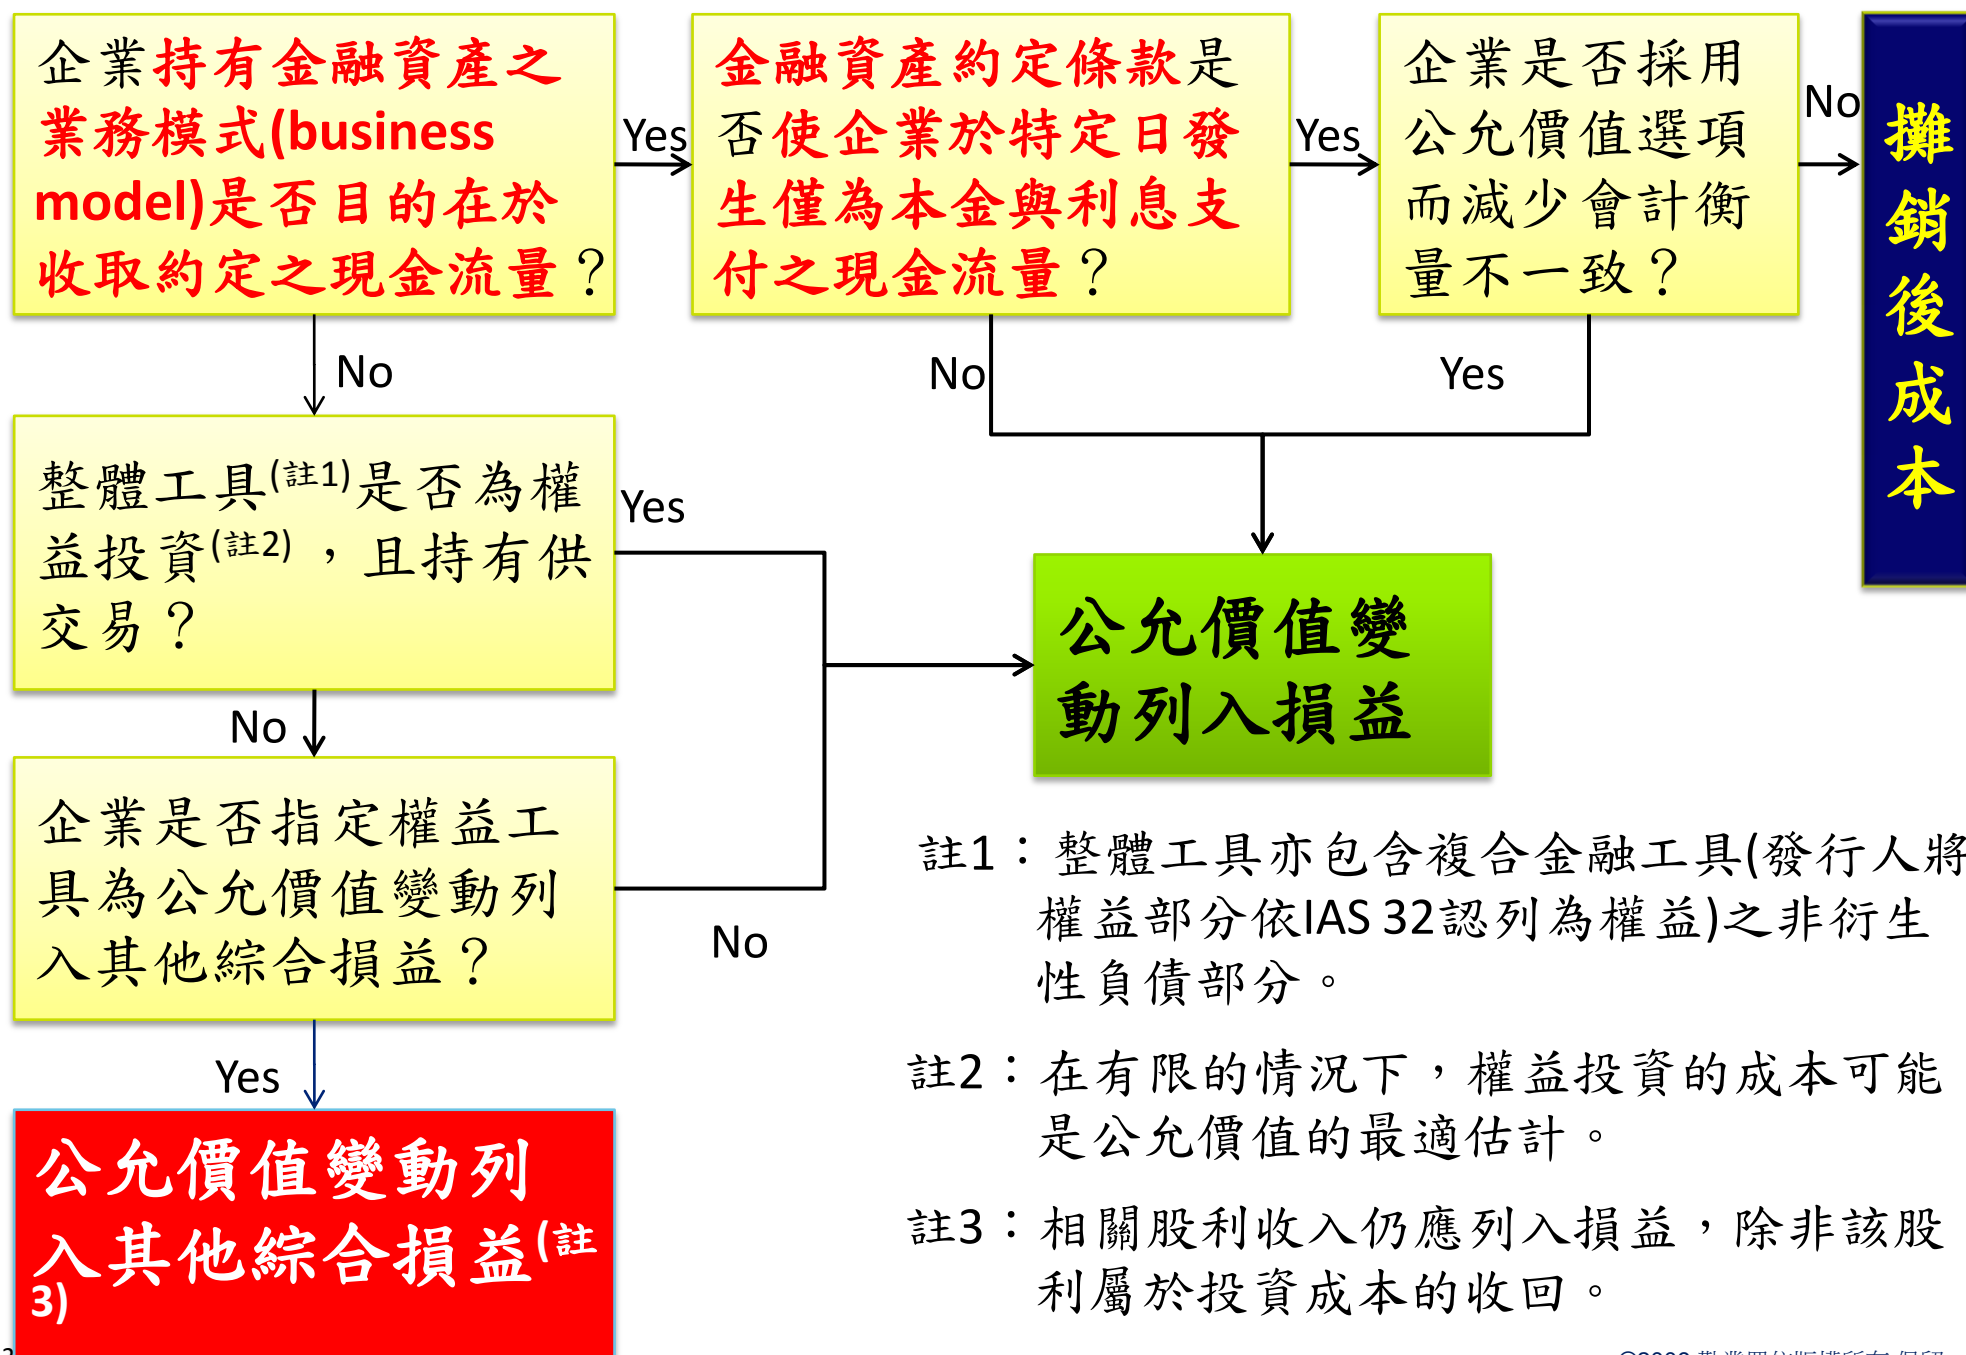 企業持有金融資產之
業務模式(business
model)是否目的在於
收取約定之現金流量？
Yes
金融資產約定條款是
否使企業於特定日發
生僅為本金與利息支
付之現金流量？
Yes
企業是否採用
公允價值選項
而減少會計衡
量不一致？
No
攤銷後成本
No
No
Yes
整體工具(註1)是否為權
益投資(註2)，且持有供
交易？
Yes
公允價值變
動列入損益
No
企業是否指定權益工
具為公允價值變動列
入其他綜合損益？
No
Yes
公允價值變動列
入其他綜合損益(註
3)
註1：整體工具亦包含複合金融工具(發行人將
權益部分依IAS 32認列為權益)之非衍生
性負債部分。
註2：在有限的情況下，權益投資的成本可能
是公允價值的最適估計。
註3：相關股利收入仍應列入損益，除非該股
利屬於投資成本的收回。